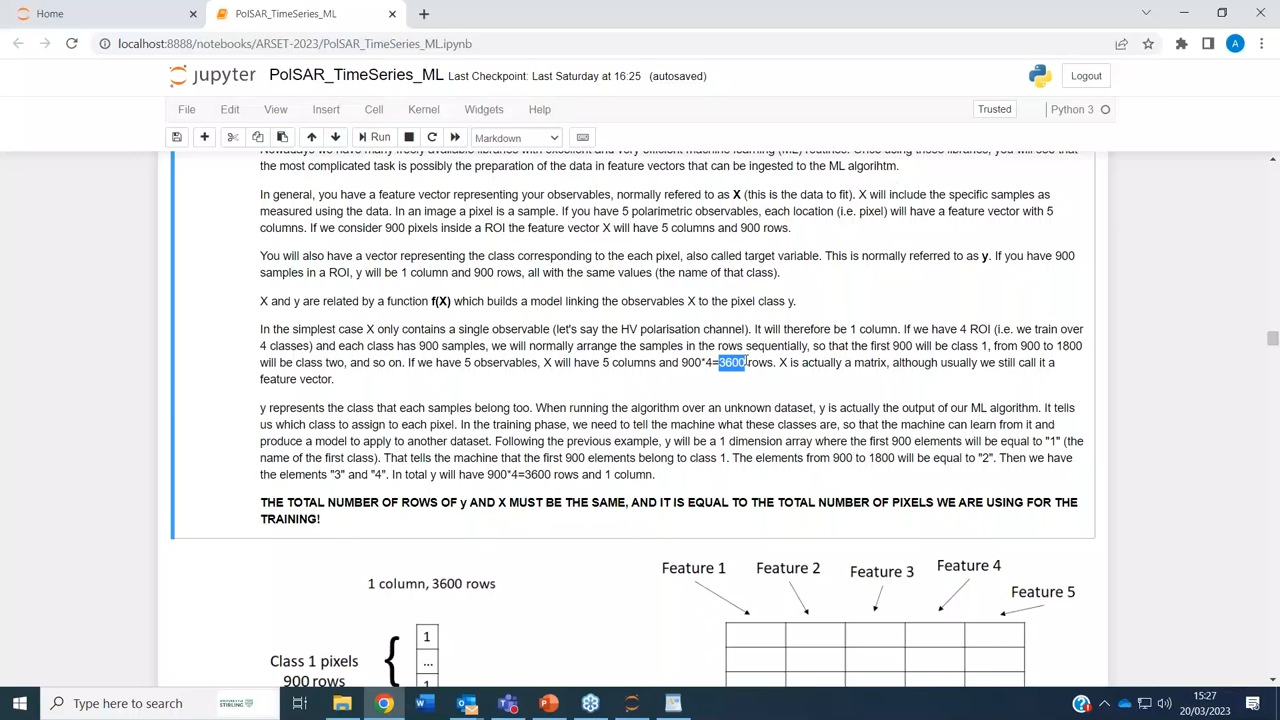 Home
PolSAR_TimeSeries_ML
localhost:8888/notebooks/ARSET-2023/PolSAR_TimeSeries_ML.ipynb
A
jupyter PolSAR_TimeSeries_ML Last Checkpoint: Last Saturday at 16:25 (autosaved)
Logout
File Edit View Insert Cell Kernel Widgets Help
Trusted Python 3
Run Markdown
the most complicated task is possibly the preparation of the data in feature vectors that can be ingested to the ML algorihtm.
In general, you have a feature vector representing your observables, normally refered to as X (this is the data to fit). X will include the specific samples as
measured using the data. In an image a pixel is a sample. If you have 5 polarimetric observables, each location (i.e. pixel) will have a feature vector with 5
columns. If we consider 900 pixels inside a ROI the feature vector X will have 5 columns and 900 rows.
You will also have a vector representing the class corresponding to the each pixel, also called target variable. This is normally referred to as y. If you have 900
samples in a ROI, y will be 1 column and 900 rows, all with the same values (the name of that class).
X and y are related by a function f(X) which builds a model linking the observables X to the pixel class y.
In the simplest case X only contains a single observable (let's say the HV polarisation channel). It will therefore be 1 column. If we have 4 ROI (i.e. we train over
4 classes) and each class has 900 samples, we will normally arrange the samples in the rows sequentially, so that the first 900 will be class 1, from 900 to 1800
will be class two, and so on. If we have 5 observables, X will have 5 columns and 900*4=3600 rows. X is actually a matrix, although usually we still call it a
feature vector.
y represents the class that each samples belong too. When running the algorithm over an unknown dataset, y is actually the output of our ML algorithm. It tells
us which class to assign to each pixel. In the training phase, we need to tell the machine what these classes are, so that the machine can learn from it and
produce a model to apply to another dataset. Following the previous example, y will be a 1 dimension array where the first 900 elements will be equal to "1" (the
name of the first class). That tells the machine that the first 900 elements belong to class 1. The elements from 900 to 1800 will be equal to "2". Then we have
the elements "3" and "4". In total y will have 900*4=3600 rows and 1 column.
THE TOTAL NUMBER OF ROWS OF y AND X MUST BE THE SAME, AND IT IS EQUAL TO THE TOTAL NUMBER OF PIXELS WE ARE USING FOR THE
TRAINING!
1 column, 3600 rows
Feature 1 Feature 2 Feature 3 Feature 4
Feature 5
1
Class 1 pixels
...
900 rows
1
Type here to search
15:27
20/03/2023